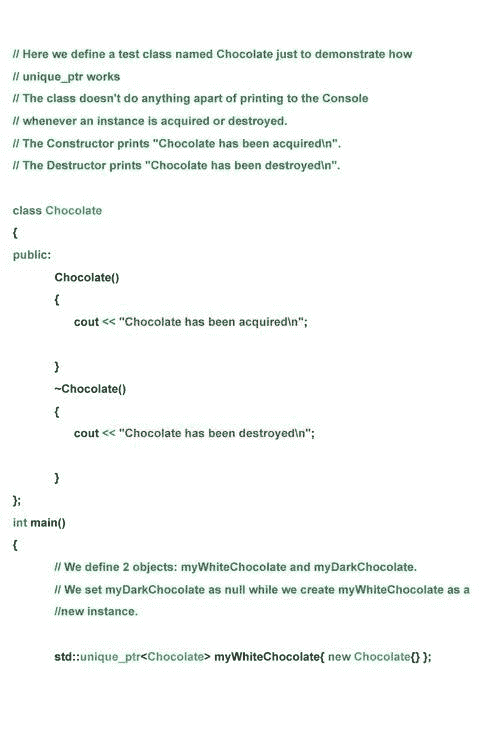 // Here we define a test class named Chocolate just to demonstrate how
// unique_ptr works
// The class doesn't do anything apart of printing to the Console
// whenever an instance is acquired or destroyed.
// The Constructor prints "Chocolate has been acquired\n".
// The Destructor prints "Chocolate has been destroyed\n".
class Chocolate
{
public:
Chocolate()
{
cout << "Chocolate has been acquired\n";
}
~Chocolate()
{
cout << "Chocolate has been destroyed\n";
}
};
int main()
{
// We define 2 objects: myWhiteChocolate and myDarkChocolate.
// We set myDarkChocolate as null while we create myWhiteChocolate as a
//new instance.
std::unique_ptr<Chocolate> myWhiteChocolate{ new Chocolate{} };